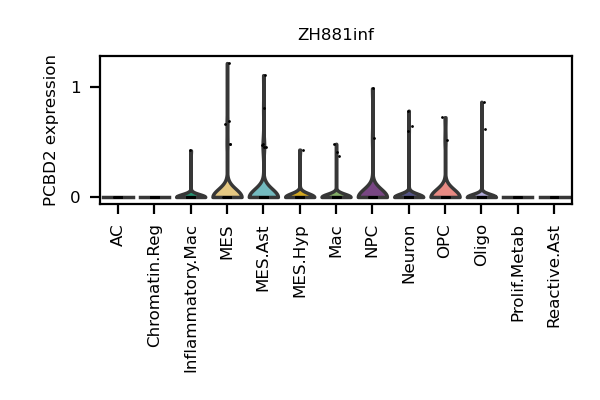 ZH881inf
PCBD2 expression
1
0
AC
Chromatin.Reg
Inflammatory.Mac
MES
MES.Ast
MES.Hyp
Mac
NPC
Neuron
OPC
Oligo
Prolif.Metab
Reactive.Ast